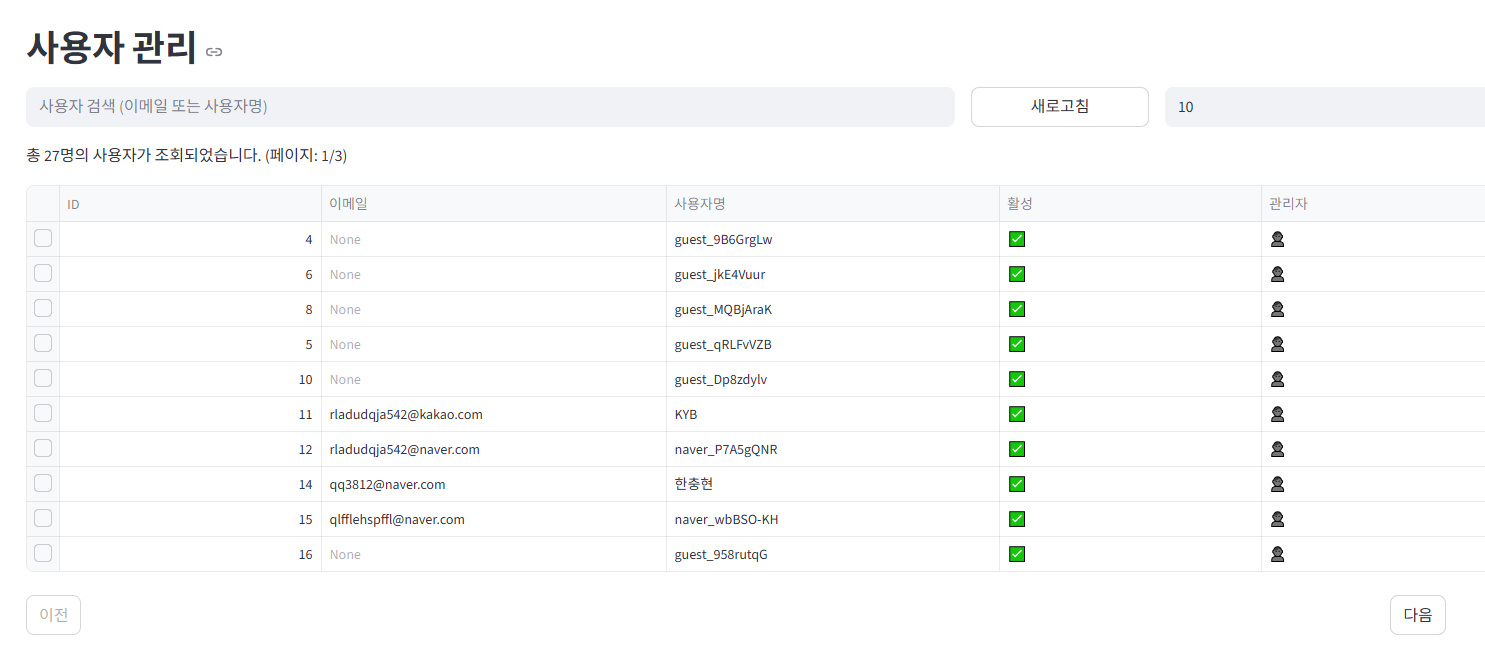 사용자 관리
사용자 검색 (이메일 또는 사용자명) 새로고침 10
총 27명의 사용자가 조회되었습니다. (페이지: 1/3)
ID 이메일 사용자명 활성 관리자
4 None guest_9B6GrgLw
6 None guest_jkE4Vuur
8 None guest_MQBjAraK
5 None guest_qRLFvVZB
10 None guest_Dp8zdylv
11 rladudqja542@kakao.com KYB
12 rladudqja542@naver.com naver_P7A5gQNR
14 qq3812@naver.com 한충현
15 qlfflehspffl@naver.com naver_wbBSO-KH
16 None guest_958rutqG
이전 다음